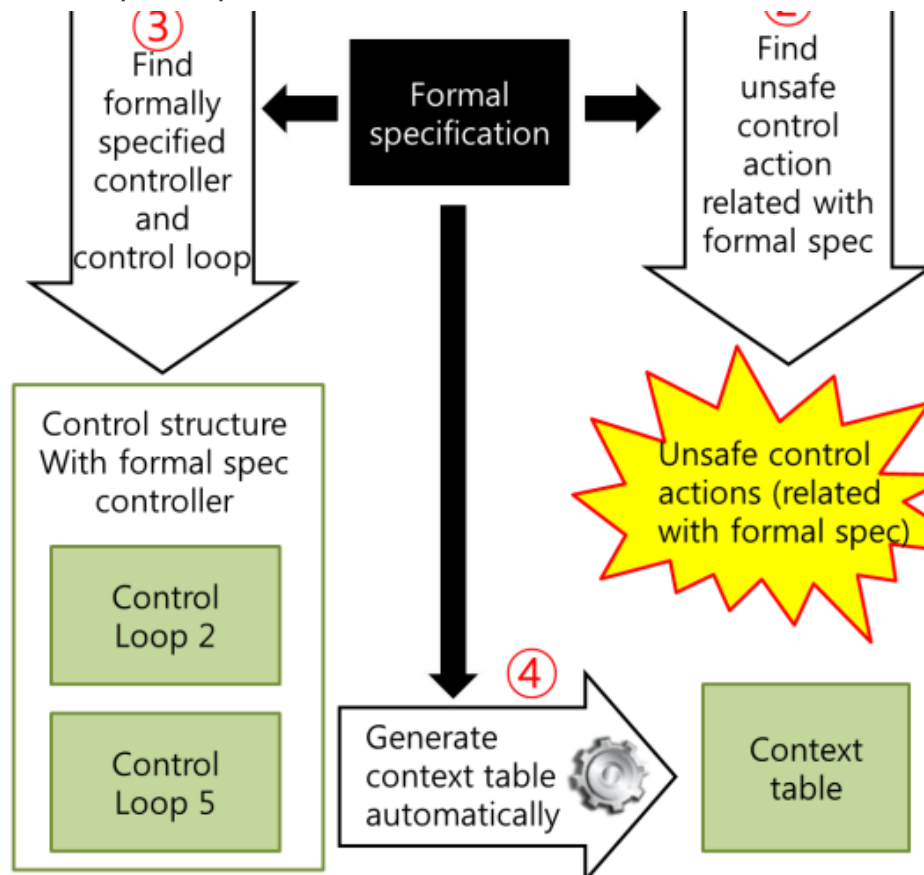 ③
Find
formally
specified
controller
and
control loop
Formal
specification
Find
unsafe
control
action
related with
formal spec
Control structure
With formal spec
controller
Control
Loop 2
Control
Loop 5
Unsafe control
actions (related
with formal spec)
④
Generate
context table
automatically
Context
table